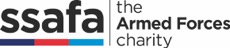 ssafa
the
Armed Forces
charity